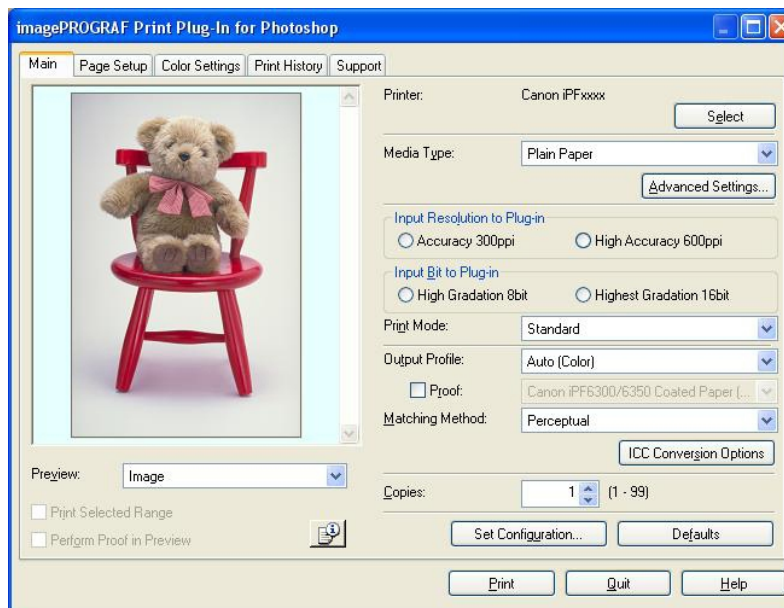 imagePROGRAF Print Plug-In for Photoshop
Main Page Setup Color Settings Print History Support
Printer: Canon iPFxxxx
Select
Media Type: Plain Paper
Advanced Settings...
Input Resolution to Plug-in
Accuracy 300ppi High Accuracy 600ppi
Input Bit to Plug-in
High Gradation 8bit Highest Gradation 16bit
Print Mode: Standard
Output Profile: Auto (Color)
Proof: Canon iPF6300/6350 Coated Paper (...
Matching Method: Perceptual
ICC Conversion Options
Preview: Image
Print Selected Range
Perform Proof in Preview
Copies: 1 (1 - 99)
Set Configuration... Defaults
Print Quit Help